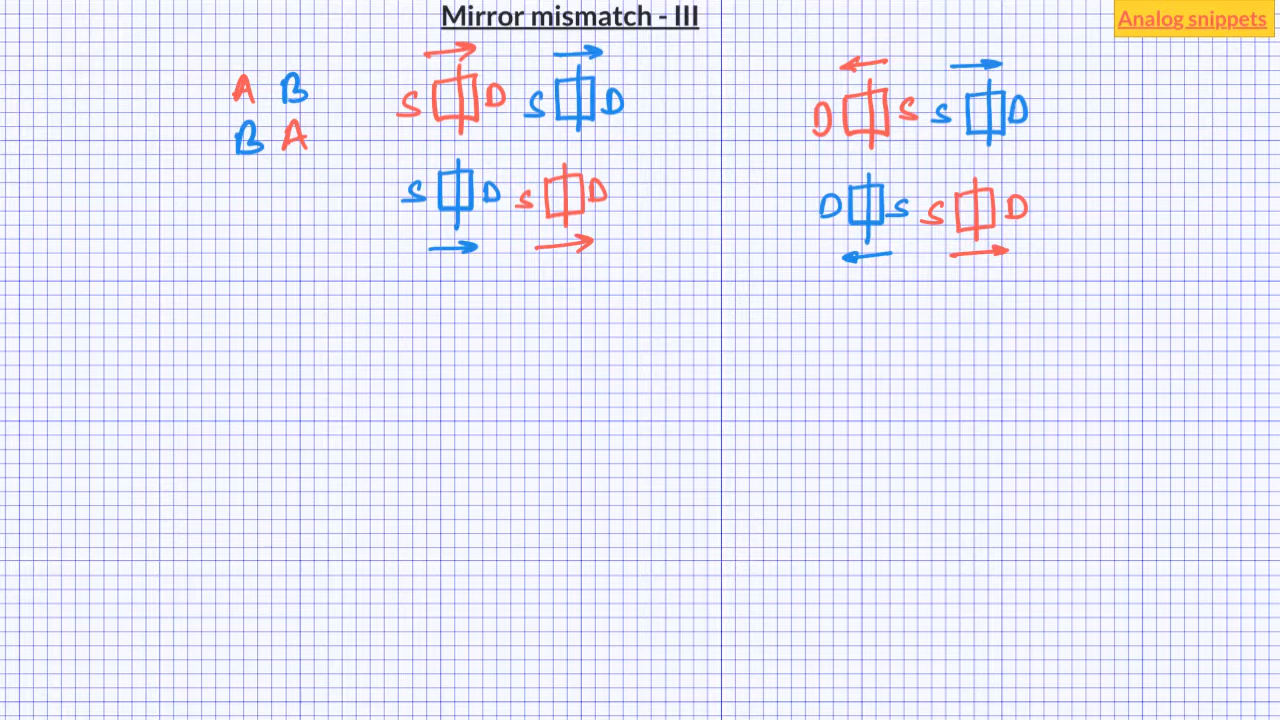 Mirror mismatch - III
Analog snippets
A B
B A
S D S D
S D S D
D S S D
D S S D